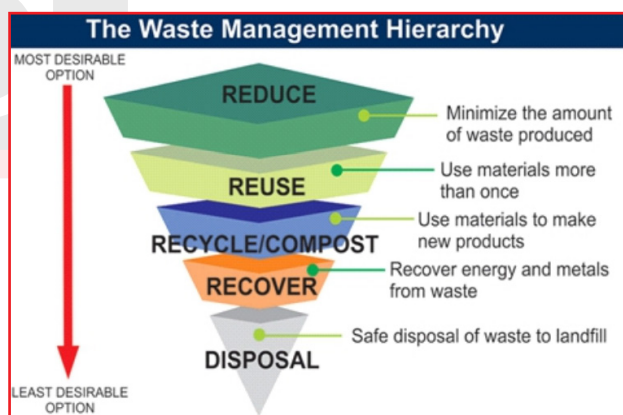 The Waste Management Hierarchy
MOST DESIRABLE
OPTION
REDUCE
Minimize the amount
of waste produced
REUSE
Use materials more
than once
RECYCLE/COMPOST
Use materials to make
new products
RECOVER
Recover energy and metals
from waste
DISPOSAL
Safe disposal of waste to landfill
LEAST DESIRABLE
OPTION